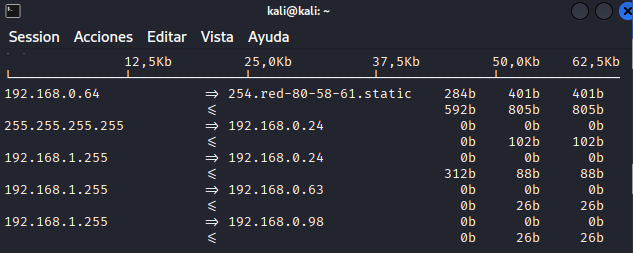 kali@kali: ~
Session Acciones Editar Vista Ayuda
12,5Kb 25,0Kb 37,5Kb 50,0Kb 62,5Kb
192.168.0.64 => 254.red-80-58-61.static 284b 401b 401b
<= 592b 805b 805b
255.255.255.255 => 192.168.0.24 0b 0b 0b
<= 0b 102b 102b
192.168.1.255 => 192.168.0.24 0b 0b 0b
<= 312b 88b 88b
192.168.1.255 => 192.168.0.63 0b 0b 0b
<= 0b 26b 26b
192.168.1.255 => 192.168.0.98 0b 0b 0b
<= 0b 26b 26b